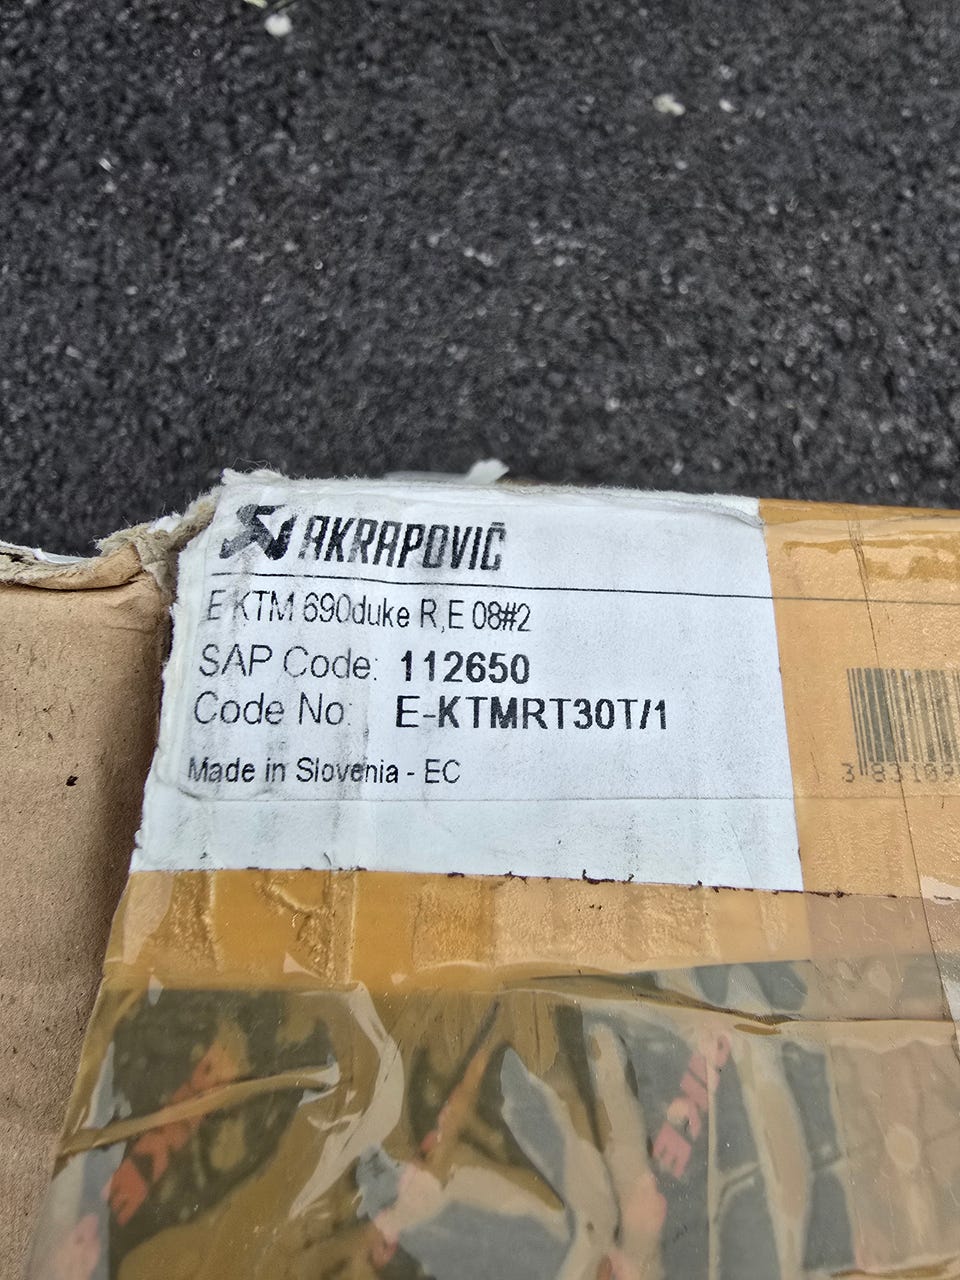 AKRAPOVIČ
E KTM 690duke R,E 08#2
SAP Code: 112650
Code No: E-KTMRT30T/1
Made in Slovenia - EC